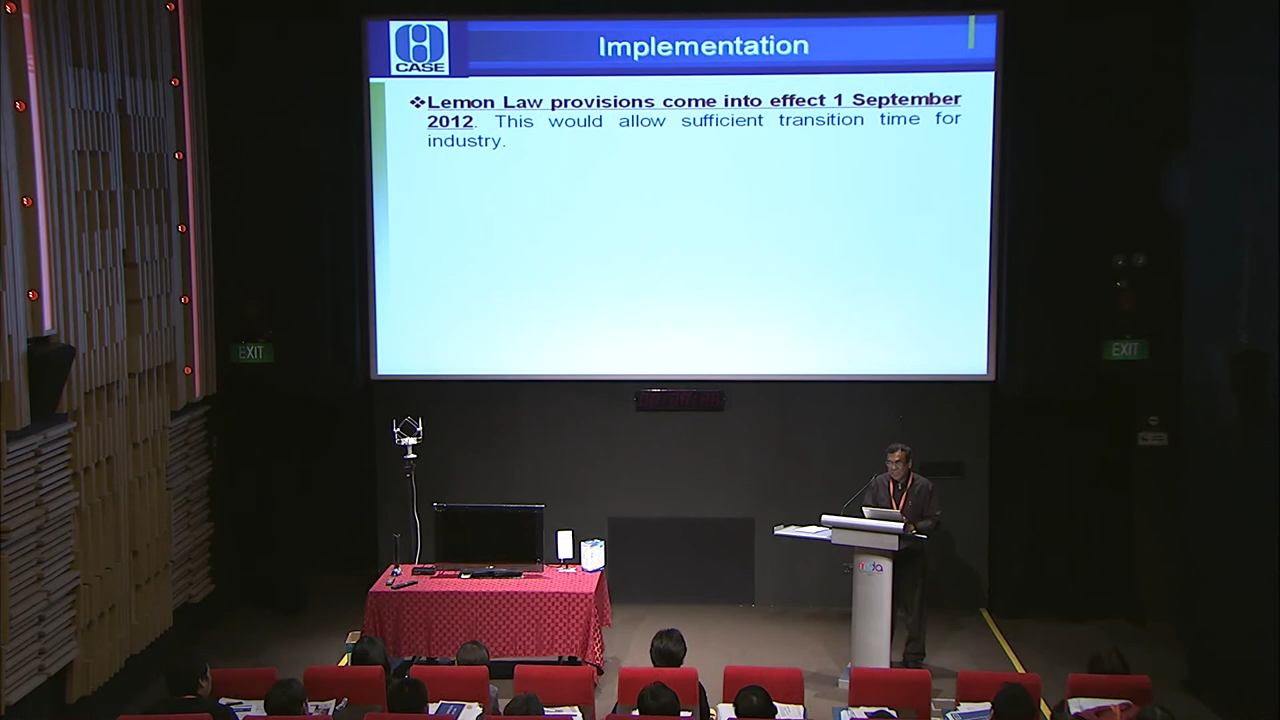 CASE
Implementation
❖Lemon Law provisions come into effect 1 September
2012. This would allow sufficient transition time for
industry.
EXIT
EXIT